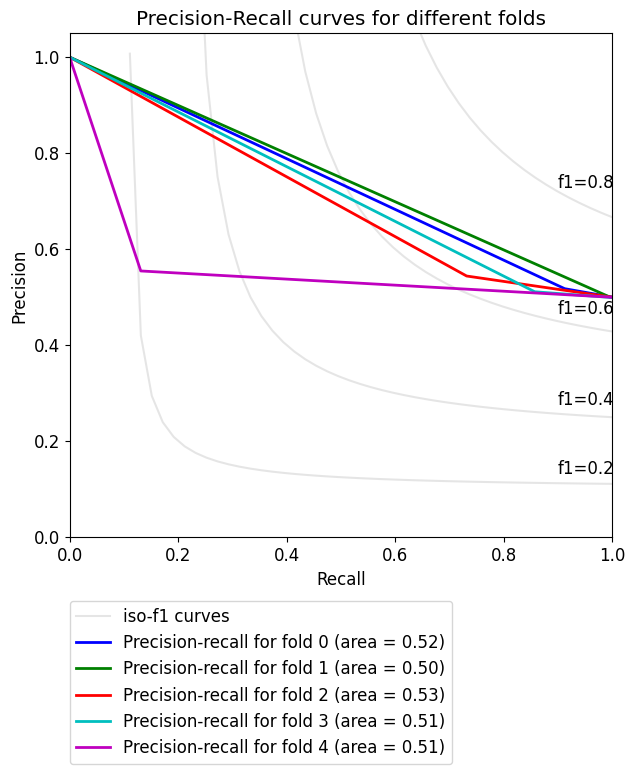 Precision-Recall curves for different folds
1.0
0.8
0.6
0.4
0.2
0.0
Precision
f1=0.8
f1=0.6
f1=0.4
f1=0.2
0.0 0.2 0.4 0.6 0.8 1.0
Recall
iso-f1 curves
Precision-recall for fold 0 (area = 0.52)
Precision-recall for fold 1 (area = 0.50)
Precision-recall for fold 2 (area = 0.53)
Precision-recall for fold 3 (area = 0.51)
Precision-recall for fold 4 (area = 0.51)